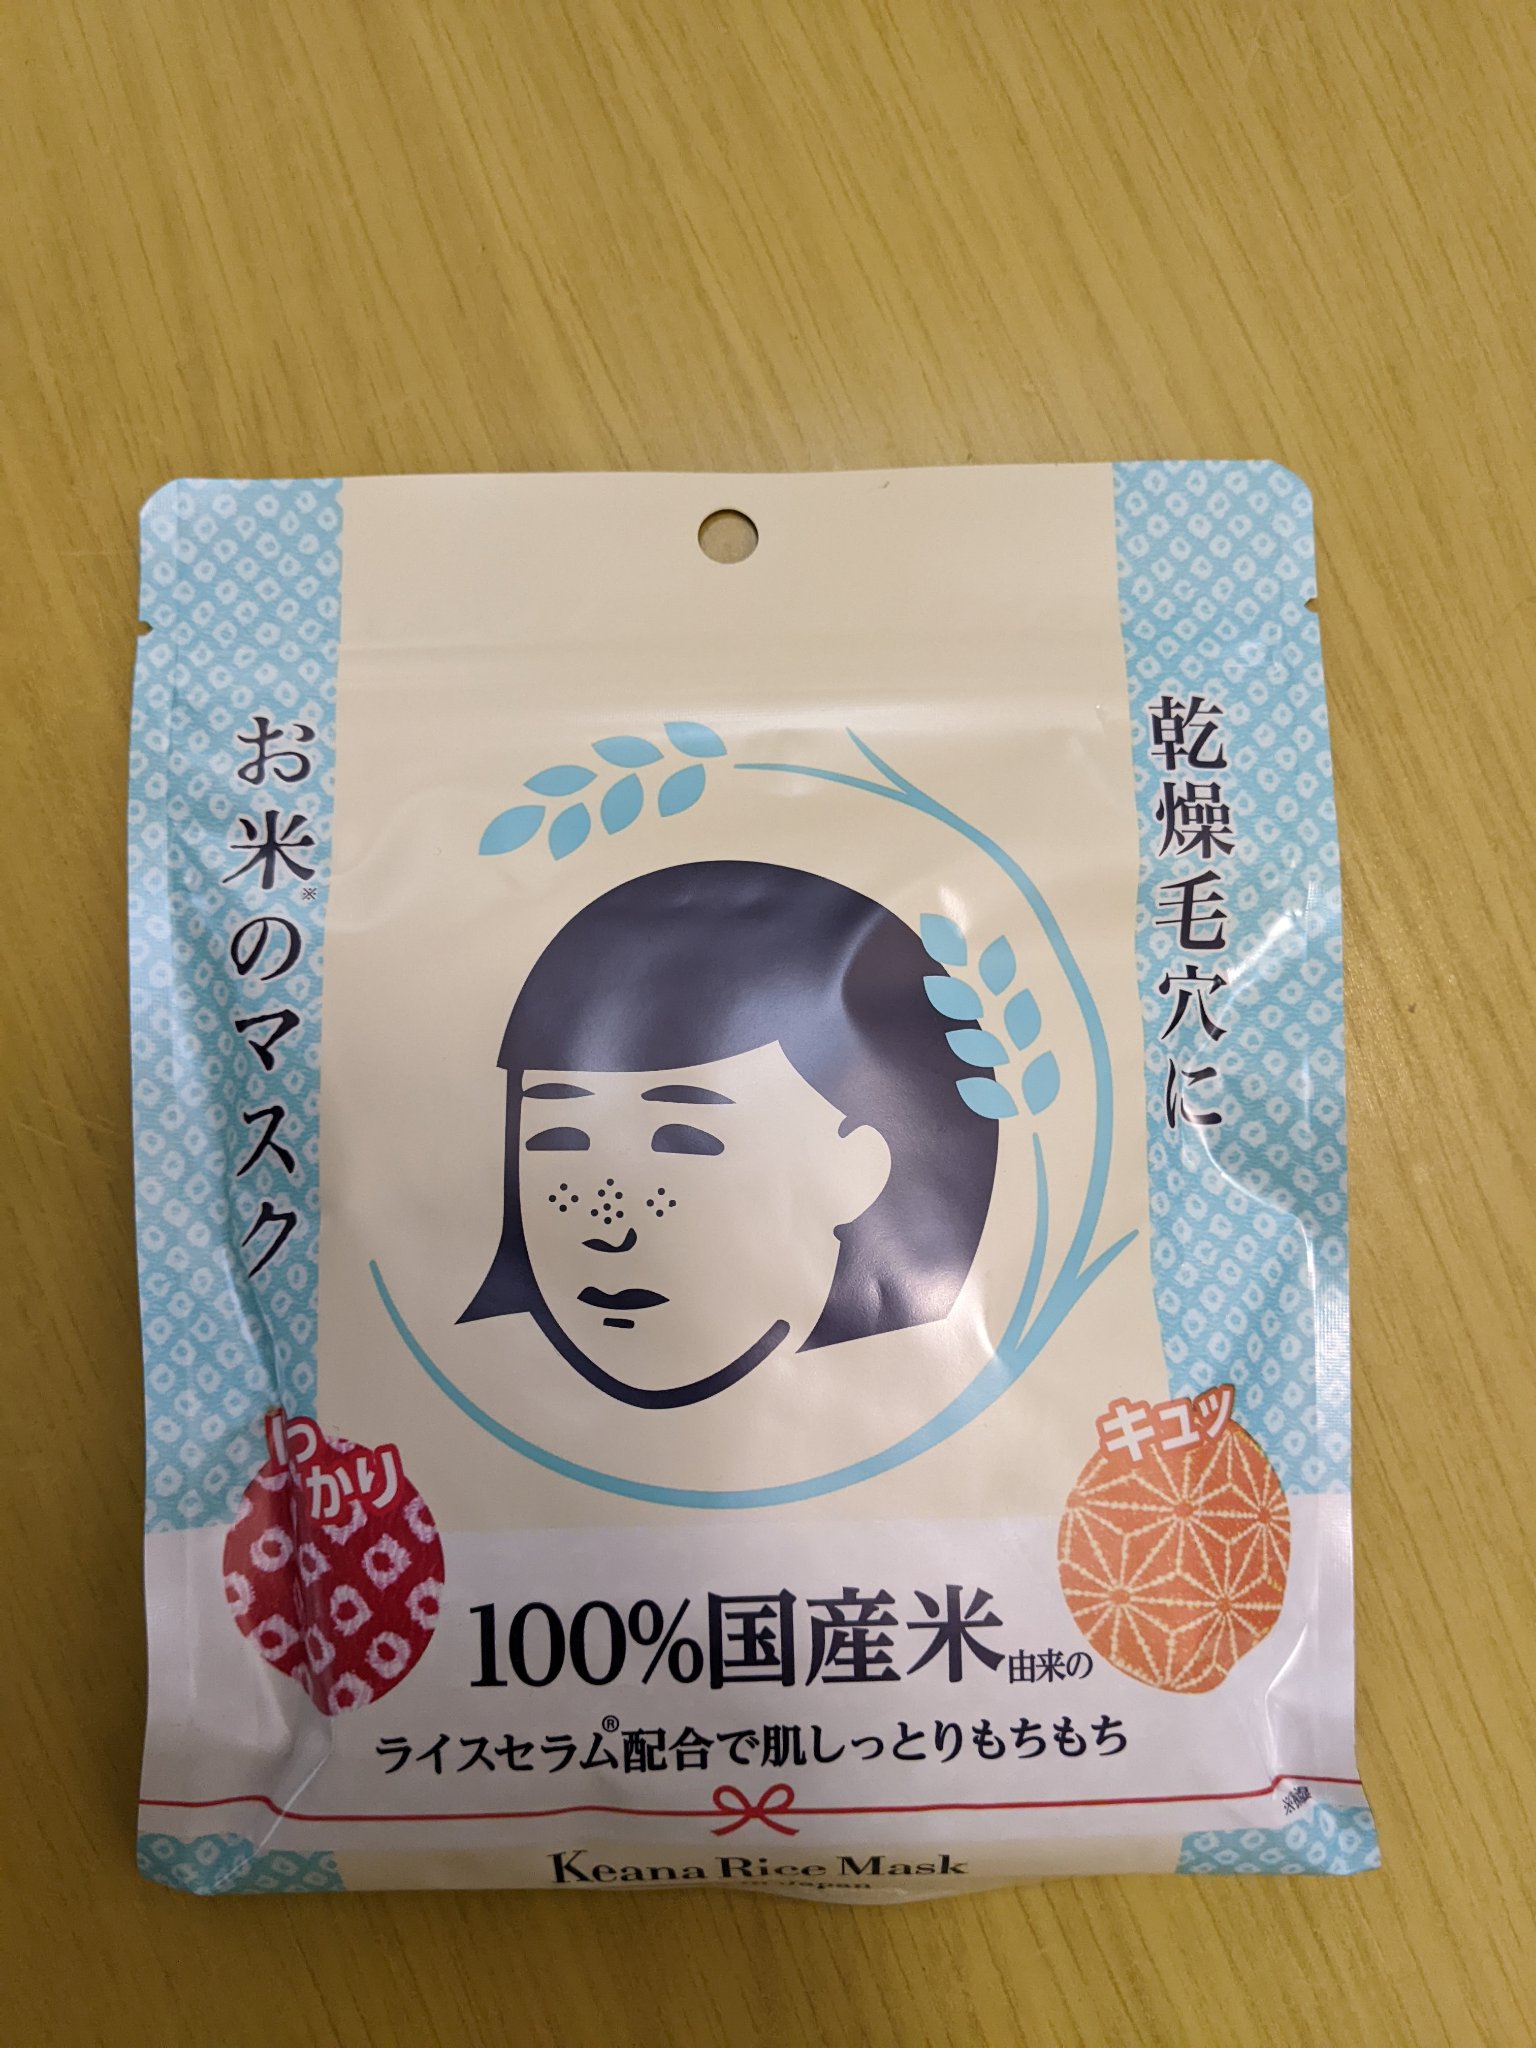 乾燥毛穴に
お米※のマスク
キュッ
100%国産米由来の
ライスセラム®配合で肌しっとりもちもち
Keana Rice Mask
Japan